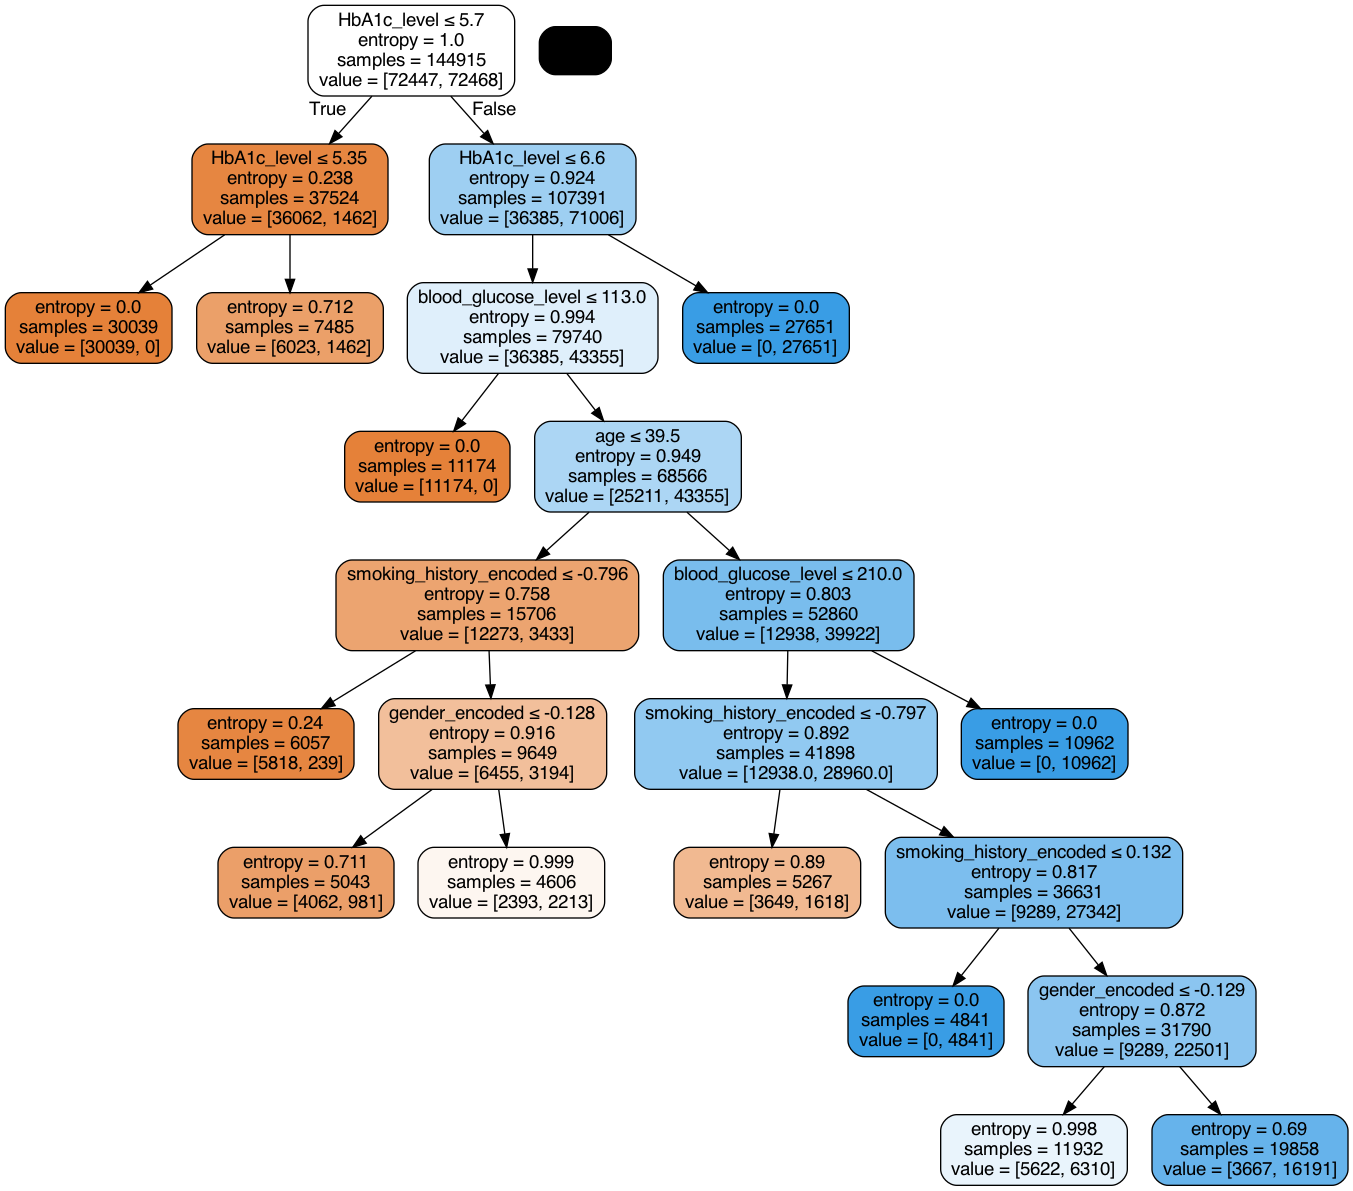 HbA1c_level ≤ 5.7
entropy = 1.0
samples = 144915
value = [72447, 72468]
True
False
HbA1c_level ≤ 5.35
entropy = 0.238
samples = 37524
value = [36062, 1462]
HbA1c_level ≤ 6.6
entropy = 0.924
samples = 107391
value = [36385, 71006]
entropy = 0.0
samples = 30039
value = [30039, 0]
entropy = 0.712
samples = 7485
value = [6023, 1462]
blood_glucose_level ≤ 113.0
entropy = 0.994
samples = 79740
value = [36385, 43355]
entropy = 0.0
samples = 27651
value = [0, 27651]
entropy = 0.0
samples = 11174
value = [11174, 0]
age ≤ 39.5
entropy = 0.949
samples = 68566
value = [25211, 43355]
smoking_history_encoded ≤ -0.796
entropy = 0.758
samples = 15706
value = [12273, 3433]
blood_glucose_level ≤ 210.0
entropy = 0.803
samples = 52860
value = [12938, 39922]
entropy = 0.24
samples = 6057
value = [5818, 239]
gender_encoded ≤ -0.128
entropy = 0.916
samples = 9649
value = [6455, 3194]
smoking_history_encoded ≤ -0.797
entropy = 0.892
samples = 41898
value = [12938.0, 28960.0]
entropy = 0.0
samples = 10962
value = [0, 10962]
entropy = 0.711
samples = 5043
value = [4062, 981]
entropy = 0.999
samples = 4606
value = [2393, 2213]
entropy = 0.89
samples = 5267
value = [3649, 1618]
smoking_history_encoded ≤ 0.132
entropy = 0.817
samples = 36631
value = [9289, 27342]
entropy = 0.0
samples = 4841
value = [0, 4841]
gender_encoded ≤ -0.129
entropy = 0.872
samples = 31790
value = [9289, 22501]
entropy = 0.998
samples = 11932
value = [5622, 6310]
entropy = 0.69
samples = 19858
value = [3667, 16191]